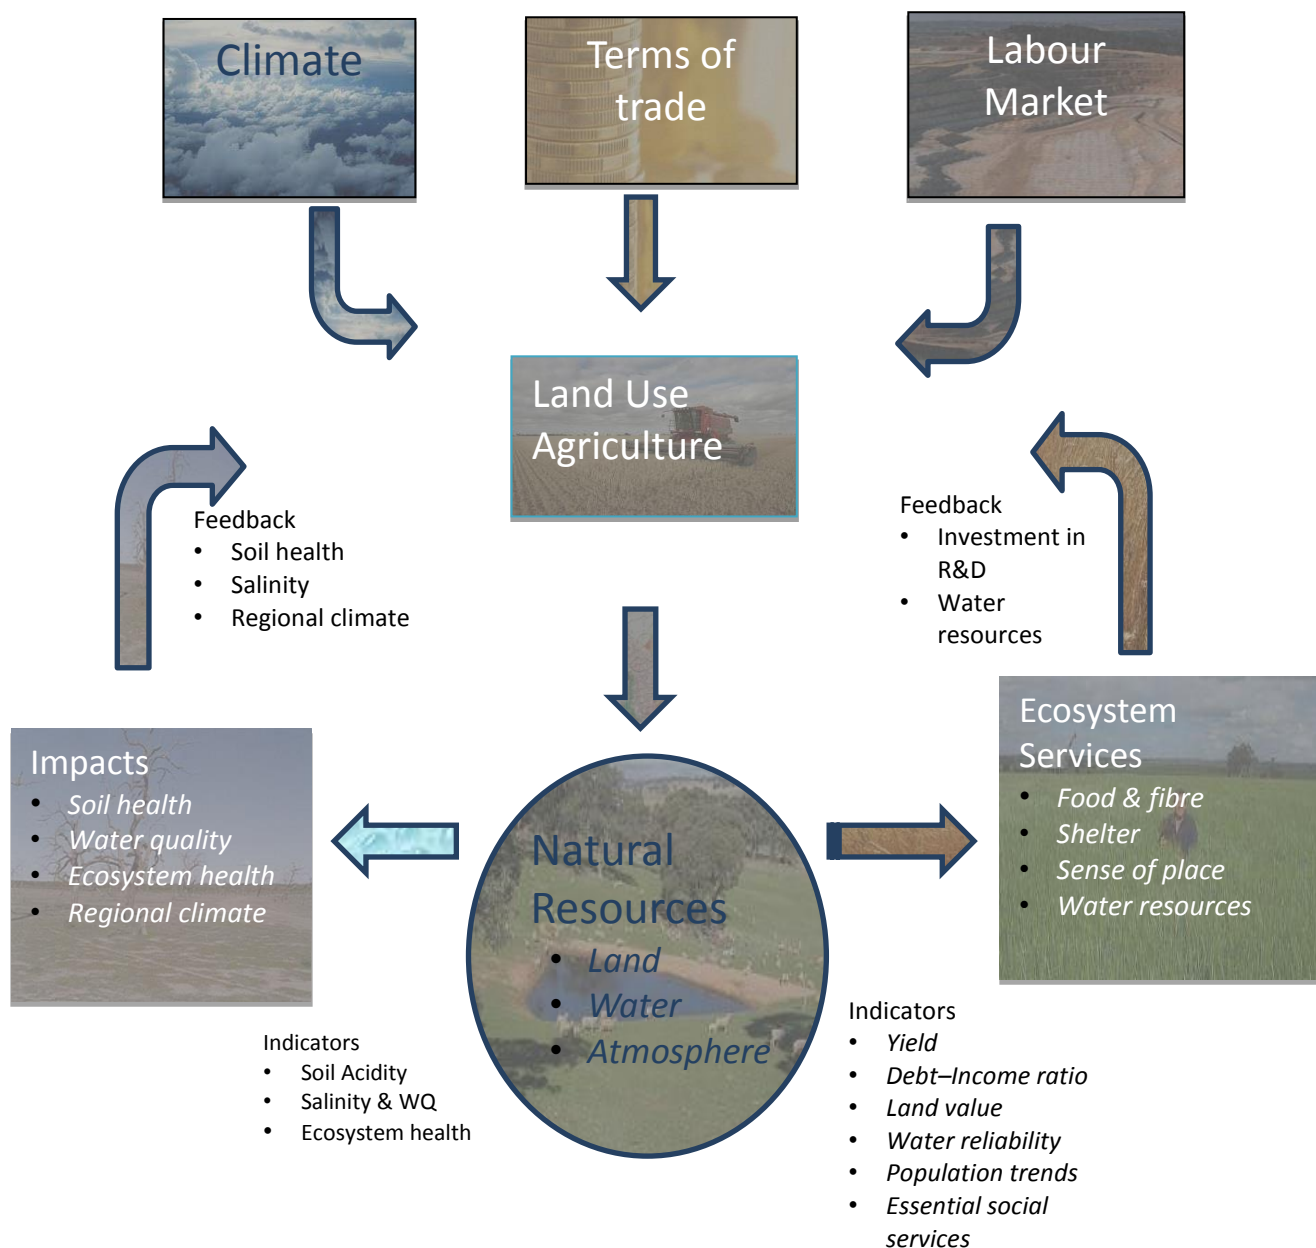 Climate
Terms of
trade
Labour
Market
Land Use
Agriculture
Feedback
• Soil health
• Salinity
• Regional climate
Feedback
• Investment in
R&D
• Water
resources
Impacts
• Soil health
• Water quality
• Ecosystem health
• Regional climate
Natural
Resources
• Land
• Water
• Atmosphere
Ecosystem
Services
• Food & fibre
• Shelter
• Sense of place
• Water resources
Indicators
• Soil Acidity
• Salinity & WQ
• Ecosystem health
Indicators
• Yield
• Debt–Income ratio
• Land value
• Water reliability
• Population trends
• Essential social
services